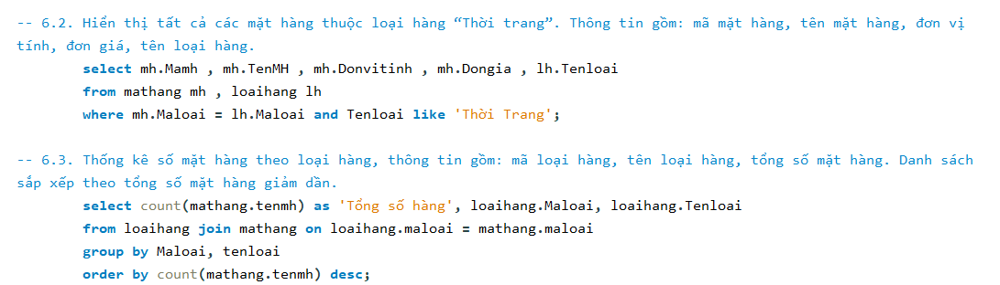 -- 6.2. Hiển thị tất cả các mặt hàng thuộc loại hàng “Thời trang”. Thông tin gồm: mã mặt hàng, tên mặt hàng, đơn vị
tính, đơn giá, tên loại hàng.
select mh.Mamh , mh.TenMH , mh.Donvitinh , mh.Dongia , lh.Tenloai
from mathang mh , loaihang lh
where mh.Maloai = lh.Maloai and Tenloai like 'Thời Trang';
-- 6.3. Thống kê số mặt hàng theo loại hàng, thông tin gồm: mã loại hàng, tên loại hàng, tổng số mặt hàng. Danh sách
sắp xếp theo tổng số mặt hàng giảm dần.
select count(mathang.tenmh) as 'Tổng số hàng', loaihang.Maloai, loaihang.Tenloai
from loaihang join mathang on loaihang.maloai = mathang.maloai
group by Maloai, tenloai
order by count(mathang.tenmh) desc;